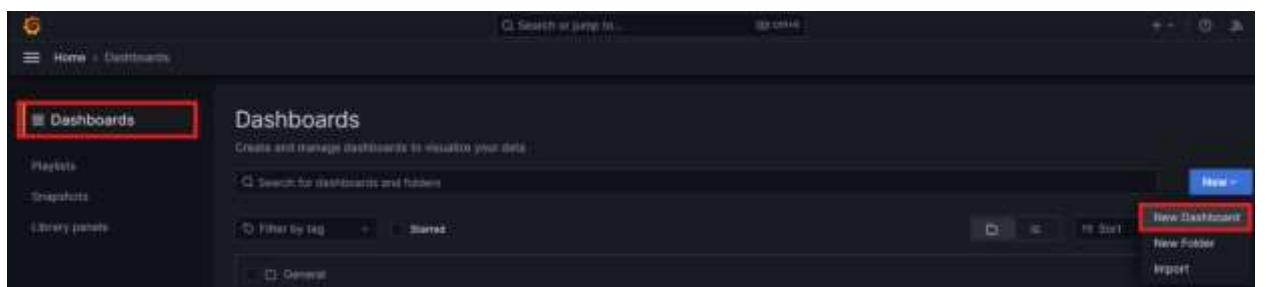 Search or jump to...
Home › Dashboards
Dashboards
Playlists
Snapshots
Library panels
Dashboards
Create and manage dashboards to visualize your data
Search for dashboards and folders
New
Filter by tag
Starred
Sort
General
New Dashboard
New Folder
Import